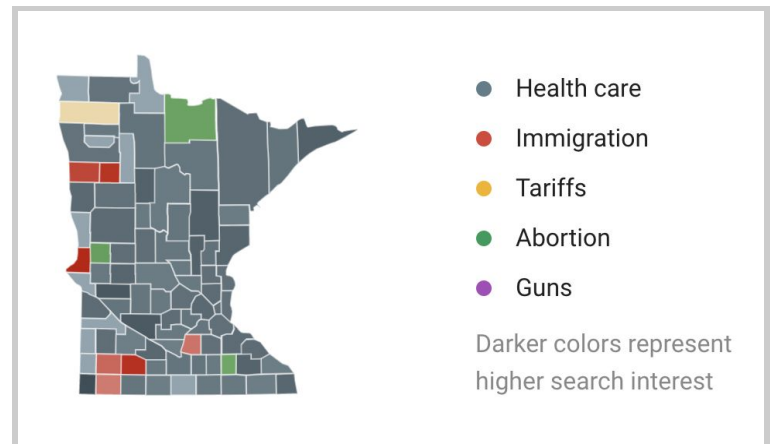 Health care
Immigration
Tariffs
Abortion
Guns
Darker colors represent
higher search interest